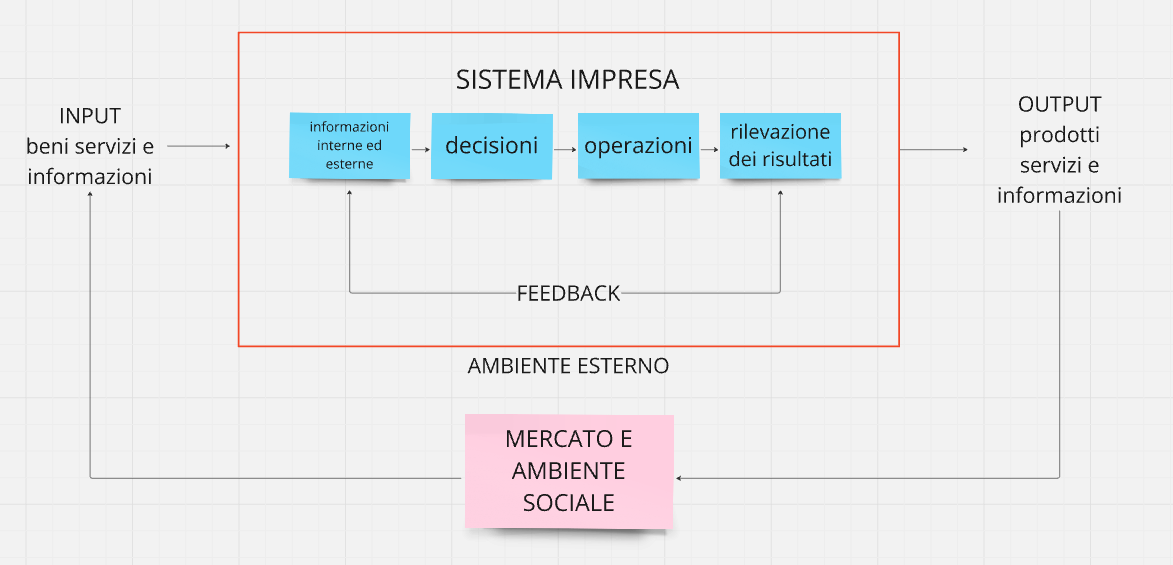 SISTEMA IMPRESA
INPUT
beni servizi e
informazioni
informazioni
interne ed
esterne
decisioni
operazioni
rilevazione
dei risultati
OUTPUT
prodotti
servizi e
informazioni
FEEDBACK
AMBIENTE ESTERNO
MERCATO E
AMBIENTE
SOCIALE